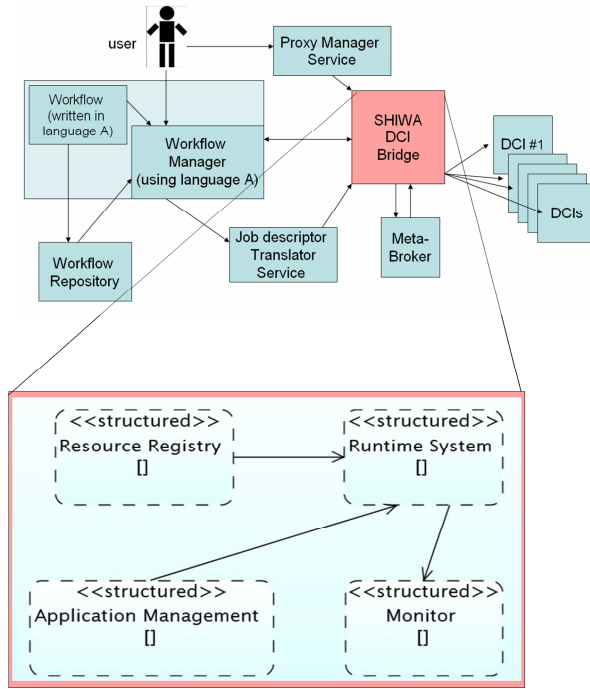 user
Proxy Manager
Service
Workflow
(written in
language A)
Workflow
Manager
(using language A)
SHIWA
DCI
Bridge
DCI #1
DCIs
Workflow
Repository
Job descriptor
Translator
Service
Meta-
Broker
<<structured>>
Resource Registry
[]
<<structured>>
Runtime System
[]
<<structured>>
Application Management
[]
<<structured>>
Monitor
[]